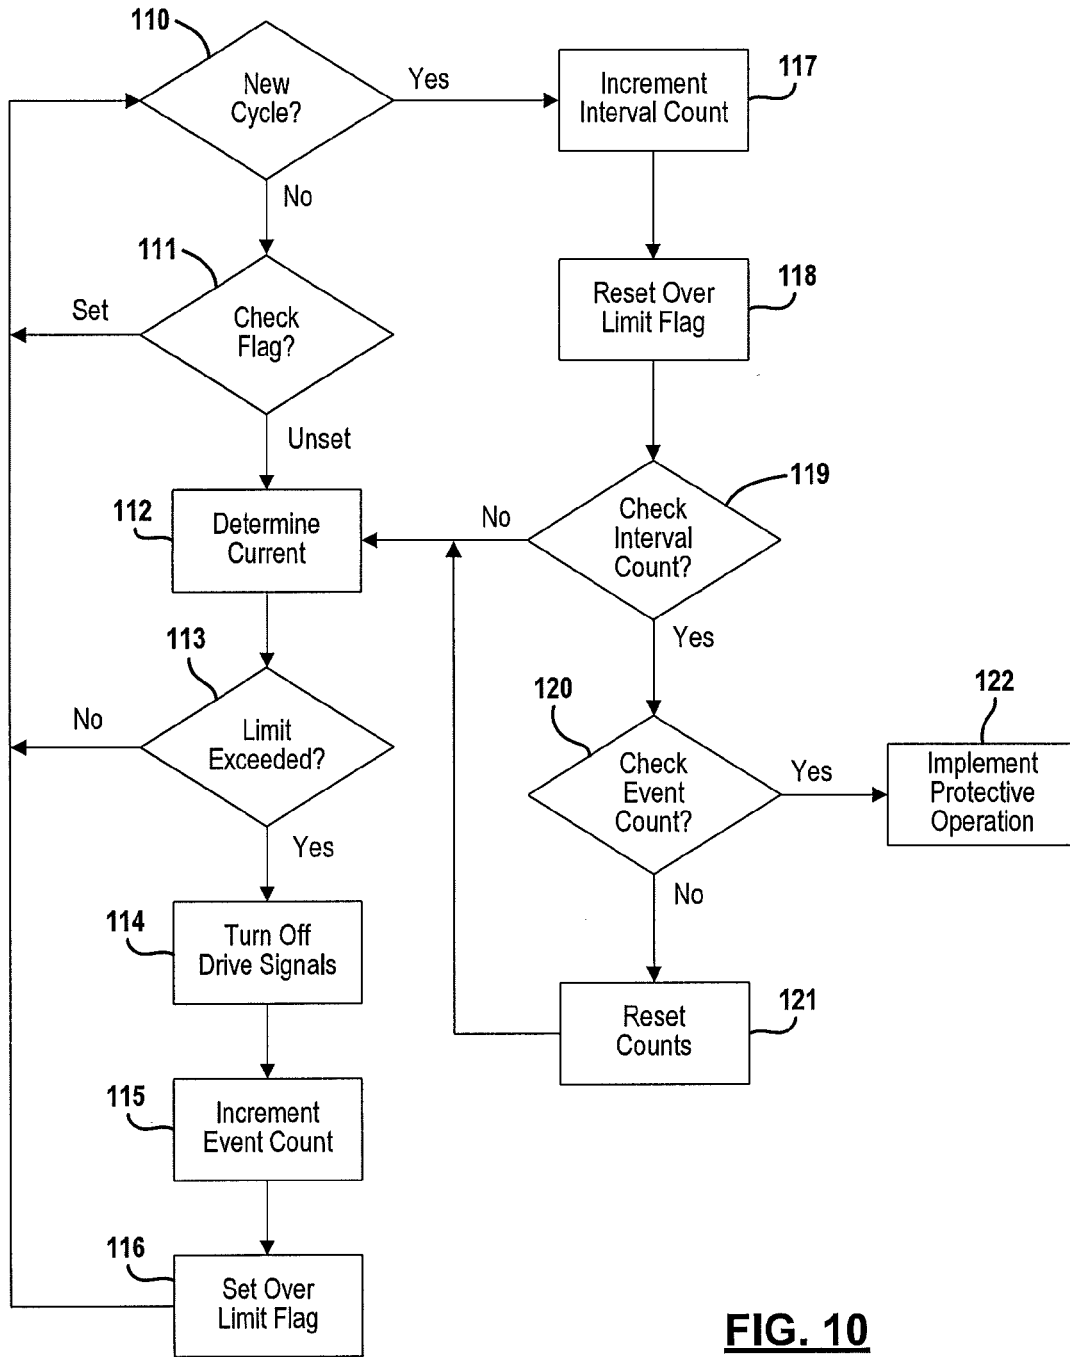 110
New
Cycle?
Yes
Increment
Interval Count
117
No
111
Set
Check
Flag?
Reset Over
Limit Flag
118
Unset
112
Determine
Current
No
Check
Interval
Count?
119
113
Yes
No
Limit
Exceeded?
120
Check
Event
Count?
Yes
122
Implement
Protective
Operation
Yes
No
114
Turn Off
Drive Signals
Reset
Counts
121
115
Increment
Event Count
116
Set Over
Limit Flag
FIG. 10